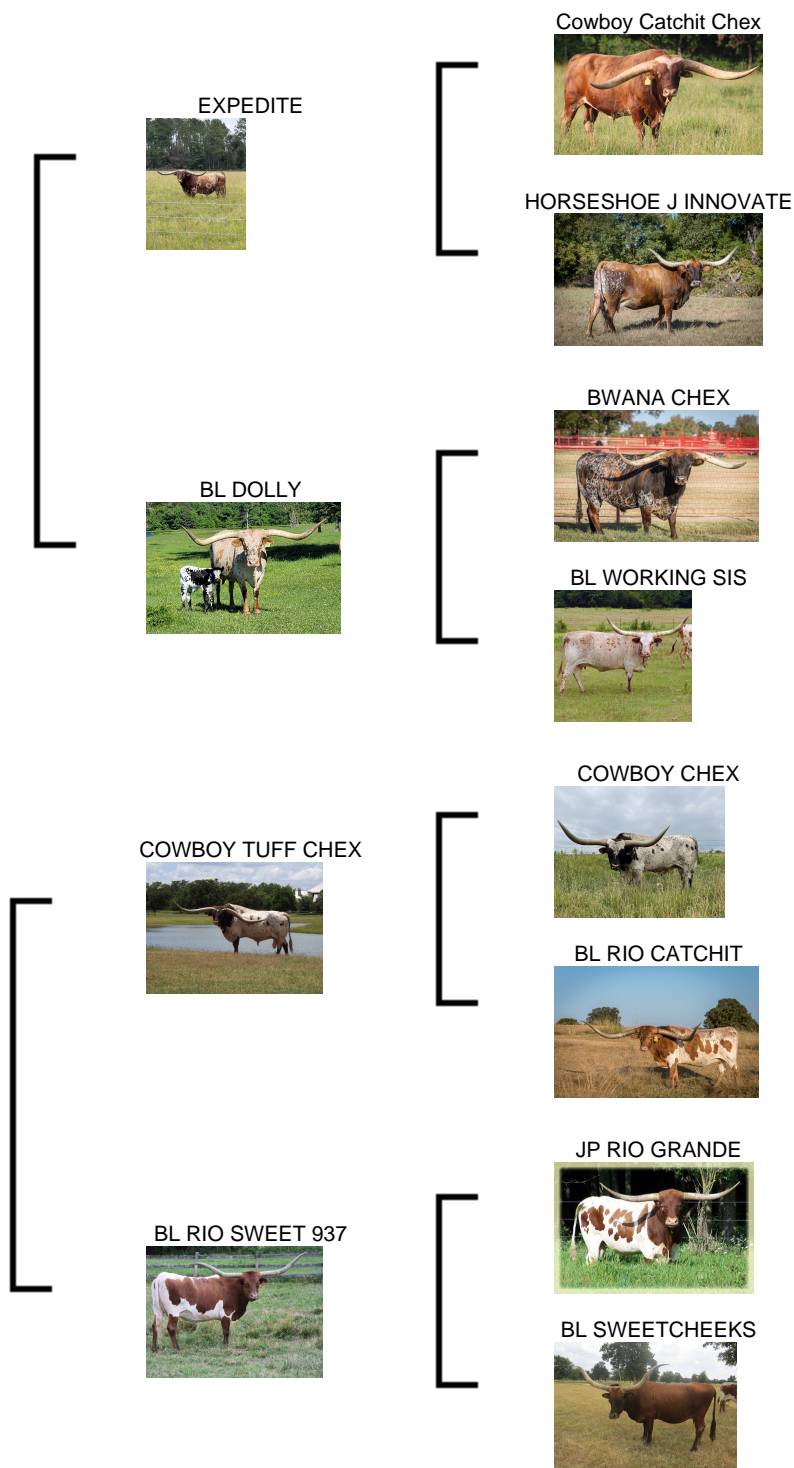 Cowboy Catchit Chex
EXPEDITE
HORSESHOE J INNOVATE
BWANA CHEX
BL DOLLY
BL WORKING SIS
COWBOY CHEX
COWBOY TUFF CHEX
BL RIO CATCHIT
JP RIO GRANDE
BL RIO SWEET 937
BL SWEETCHEEKS